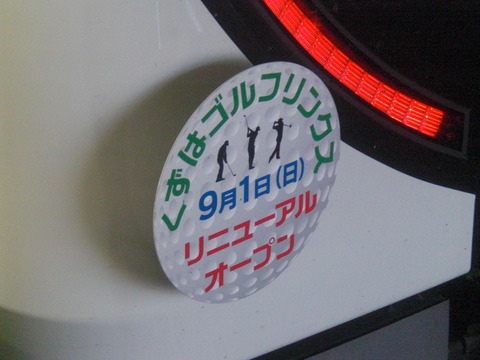 くずはゴルフリンクス
9月1日(日)
リニューアル
オープン